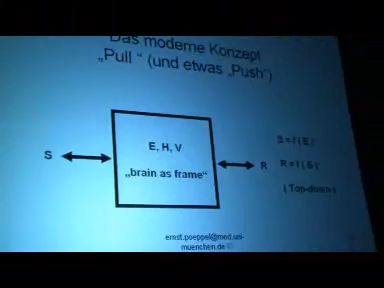 Das moderne Konzept
„Pull “ (und etwas „Push“)
S
E, H, V
„brain as frame“
R
S = f ( E )
R = f ( S )
( Top-down )
ernst.poeppel@med.uni-
muenchen.de ©